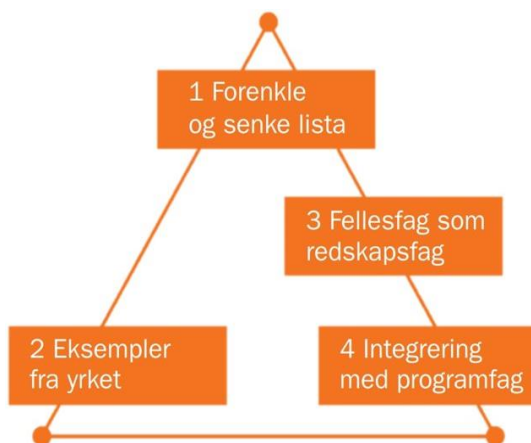 1 Forenkle
og senke lista
3 Fellesfag som
redskapsfag
2 Eksempler
fra yrket
4 Integrering
med programfag